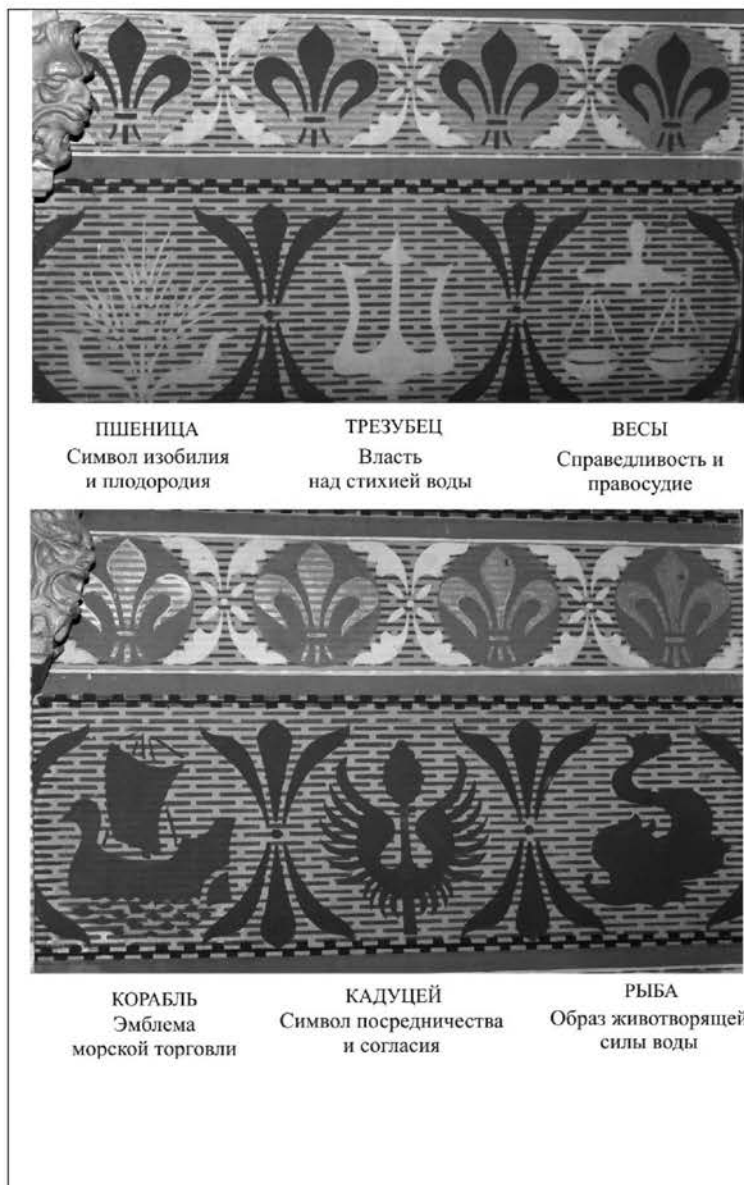 ПШЕНИЦА
Символ изобилия
и плодородия
ТРЕЗУБЕЦ
Власть
над стихией воды
ВЕСЫ
Справедливость и
правосудие
КОРАБЛЬ
Эмблема
морской торговли
КАДУЦЕЙ
Символ посредничества
и согласия
РЫБА
Образ животворящей
силы воды